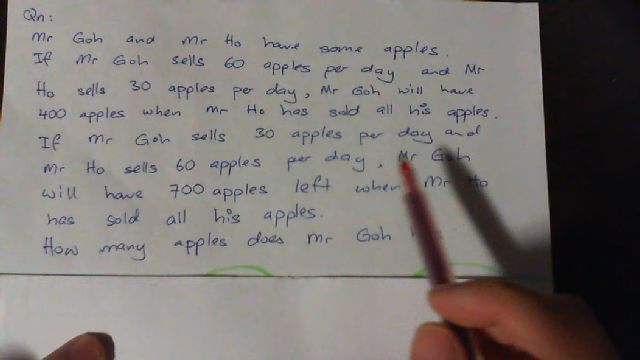 Qn:
Mr Goh and Mr Ho have some apples.
If Mr Goh sells 60 apples per day and Mr
Ho sells 30 apples per day, Mr Goh will have
400 apples when Mr Ho has sold all his apples.
If Mr Goh sells 30 apples per day and
Mr Ho sells 60 apples per day, Mr Goh
will have 700 apples left when Mr Ho
has sold all his apples.
How many apples does Mr Goh